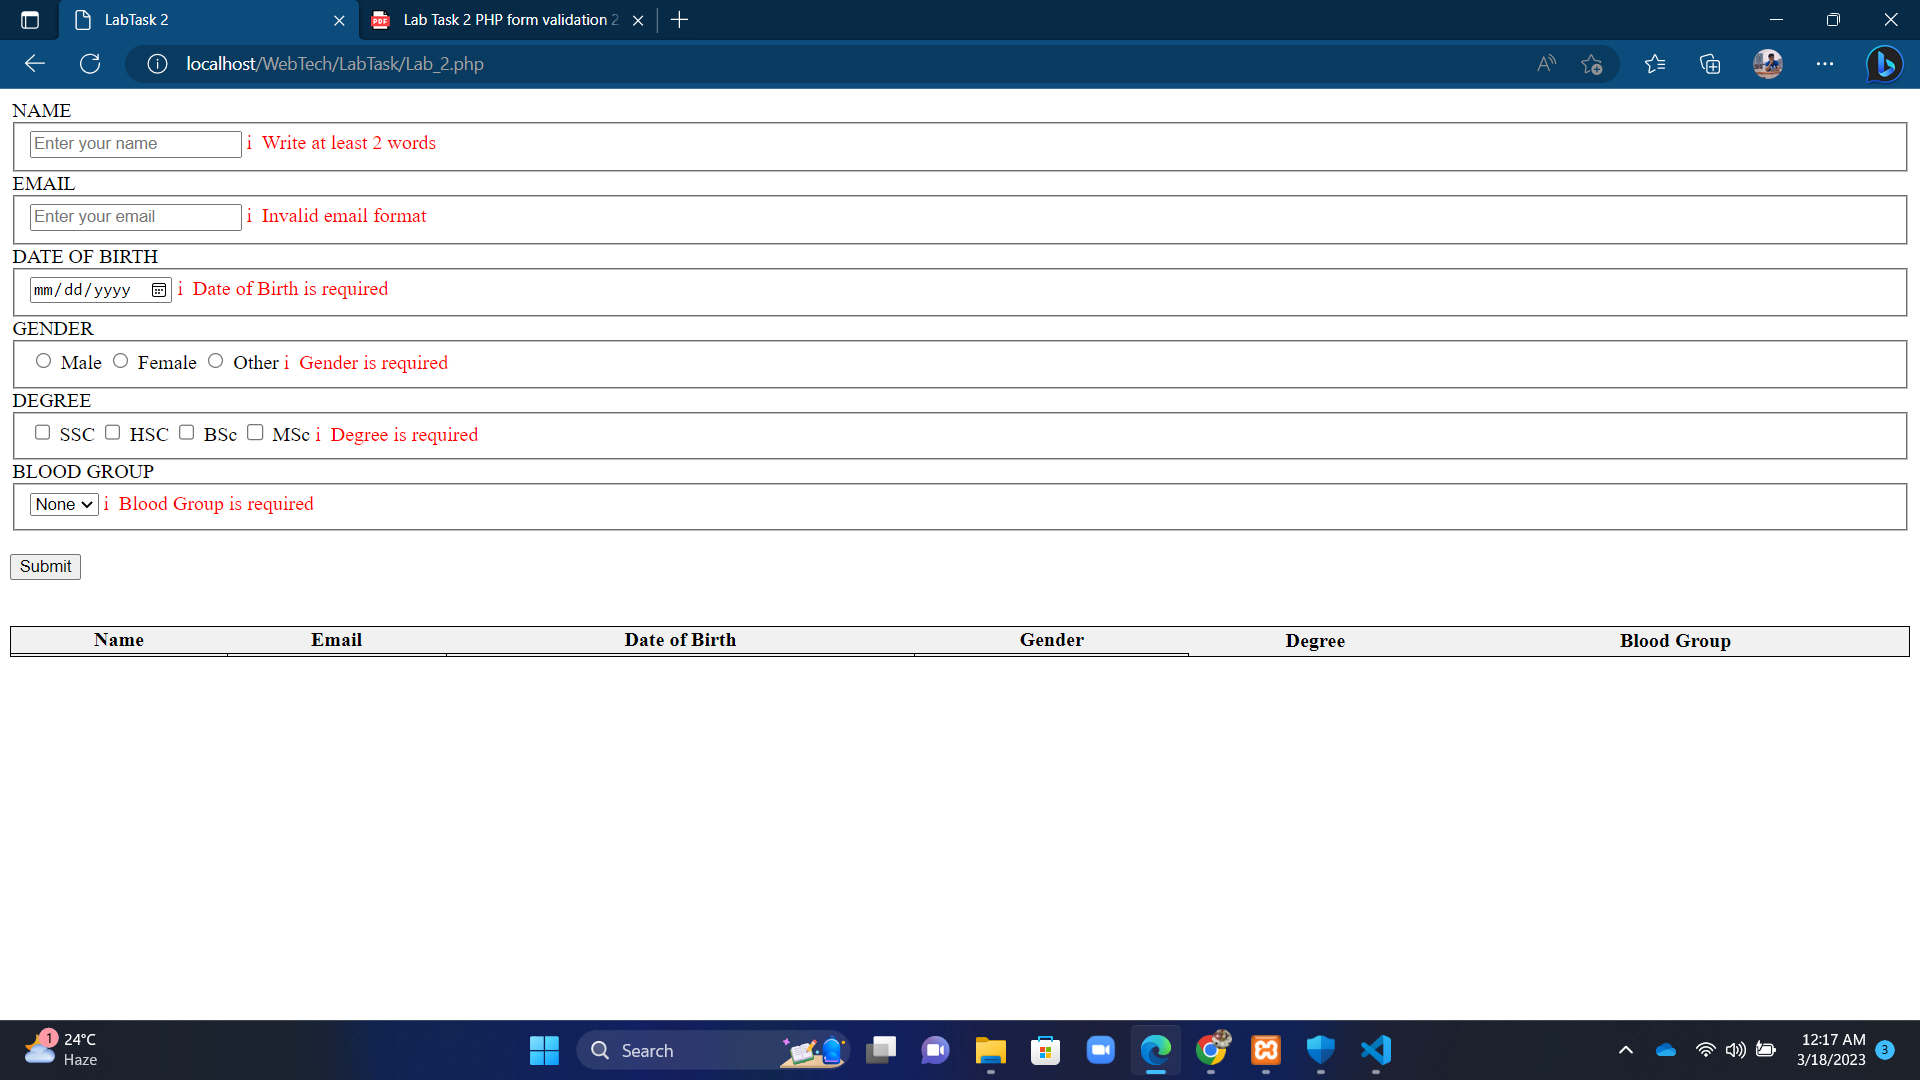 LabTask 2
Lab Task 2 PHP form validation 2
localhost/WebTech/LabTask/Lab_2.php
NAME
Enter your name i Write at least 2 words
EMAIL
Enter your email i Invalid email format
DATE OF BIRTH
mm/dd/yyyy i Date of Birth is required
GENDER
Male Female Other i Gender is required
DEGREE
SSC HSC BSc MSc i Degree is required
BLOOD GROUP
None i Blood Group is required
Submit
Name Email Date of Birth Gender Degree Blood Group
1 24°C
Haze
Search
12:17 AM
3/18/2023 3